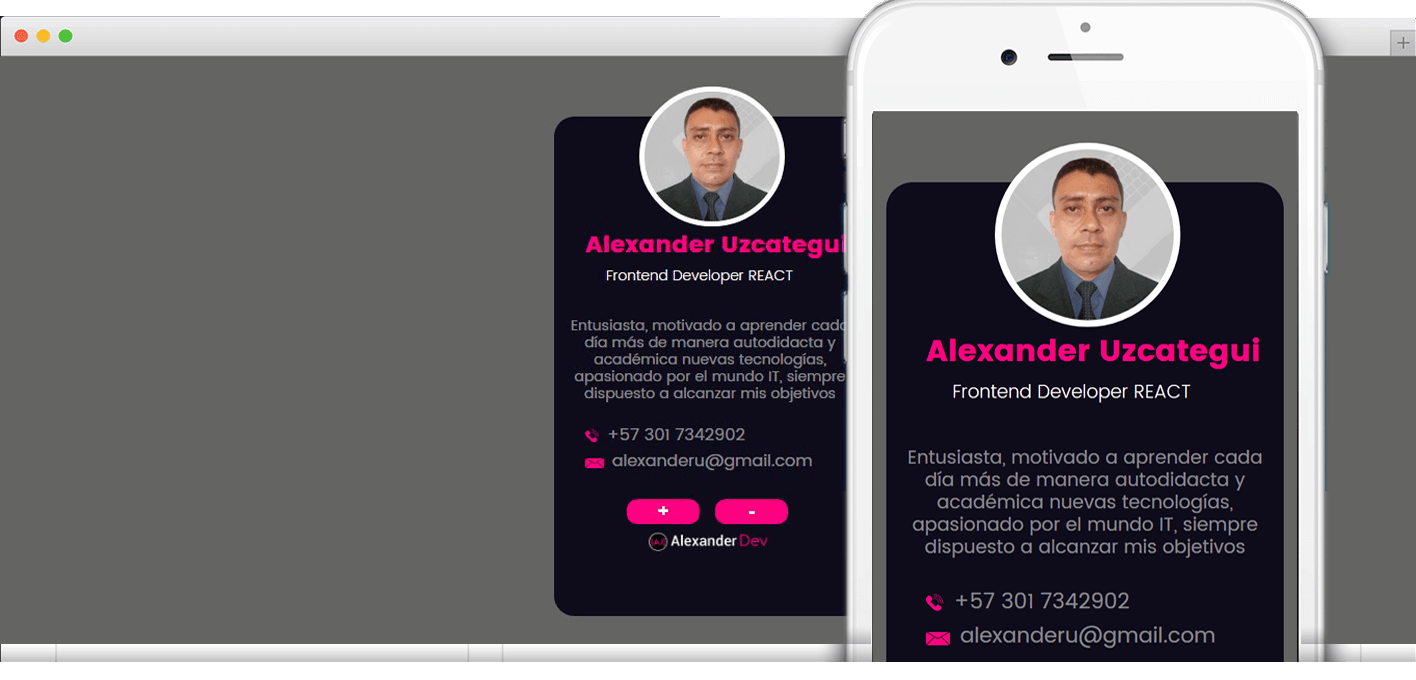 Alexander Uzcategui
Frontend Developer REACT
Entusiasta, motivado a aprender cada
día más de manera autodidacta y
académica nuevas tecnologías,
apasionado por el mundo IT, siempre
dispuesto a alcanzar mis objetivos
+57 301 7342902
alexanderu@gmail.com
+ -
Alexander Dev
Alexander Uzcategui
Frontend Developer REACT
Entusiasta, motivado a aprender cada
día más de manera autodidacta y
académica nuevas tecnologías,
apasionado por el mundo IT, siempre
dispuesto a alcanzar mis objetivos
+57 301 7342902
alexanderu@gmail.com